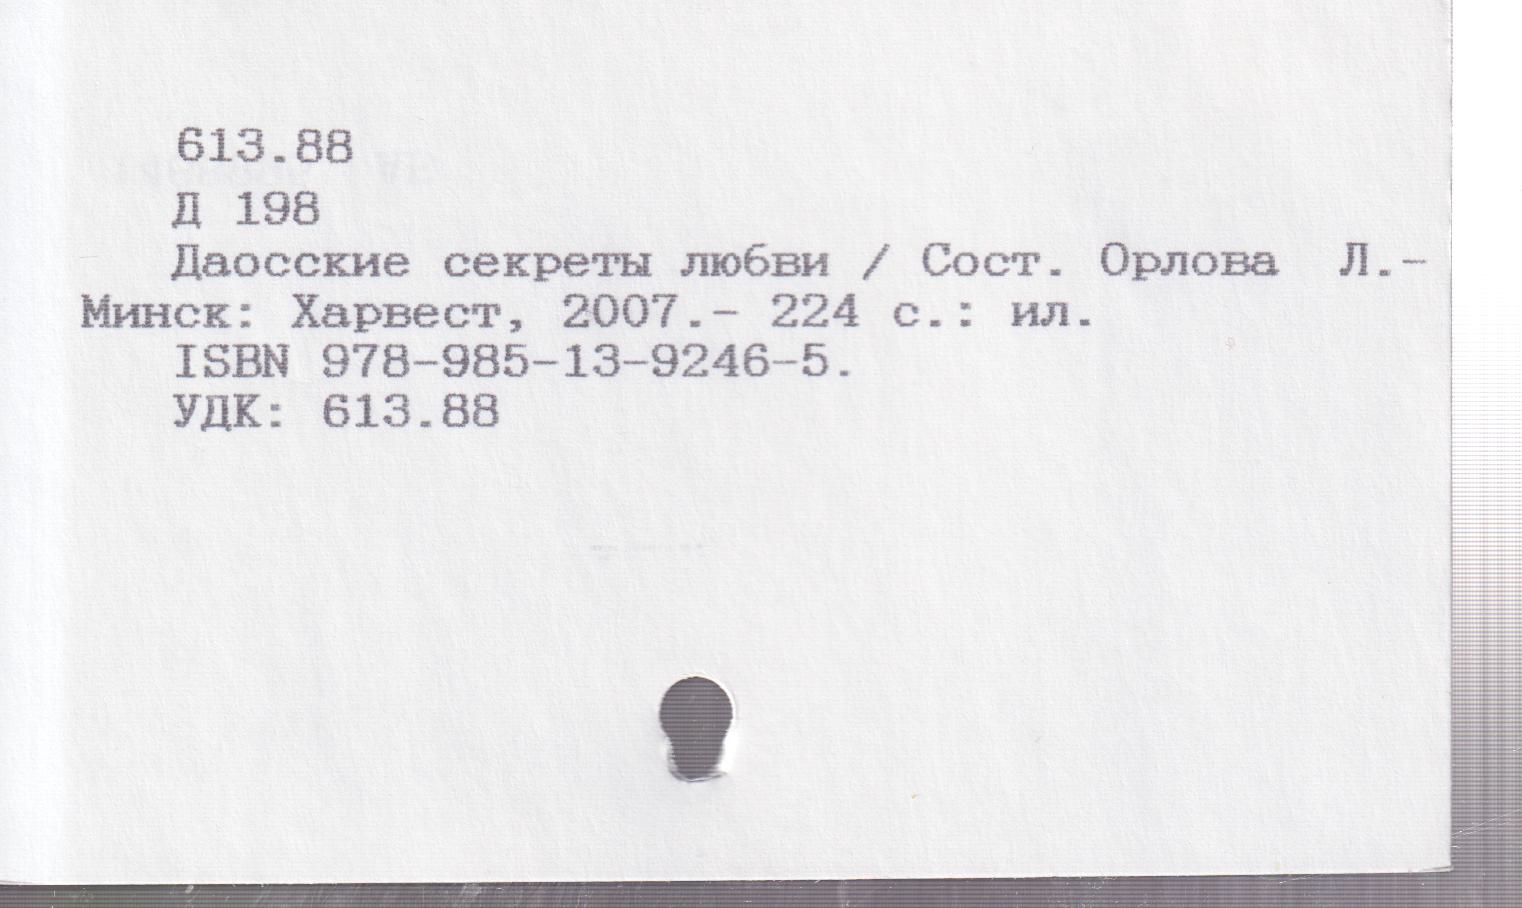 613.88
Д 198
Даосские секреты любви / Сост. Орлова Л.-
Минск: Харвест, 2007.- 224 с.: ил.
ISBN 978-985-13-9246-5.
УДК: 613.88